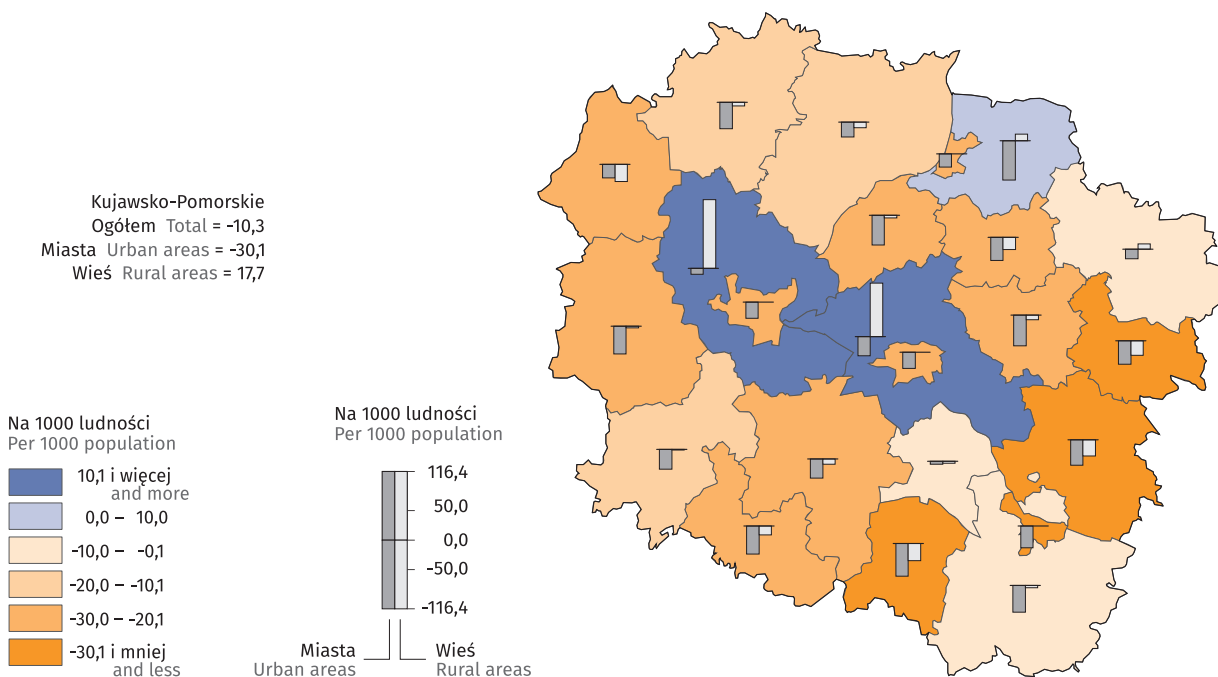 Kujawsko-Pomorskie
Ogółem Total = -10,3
Miasta Urban areas = -30,1
Wieś Rural areas = 17,7
Na 1000 ludności
Per 1000 population
10,1 i więcej
and more
0,0 – 10,0
-10,0 – -0,1
-20,0 – -10,1
-30,0 – -20,1
-30,1 i mniej
and less
Na 1000 ludności
Per 1000 population
116,4
50,0
0,0
-50,0
-116,4
Miasta
Urban areas
Wieś
Rural areas